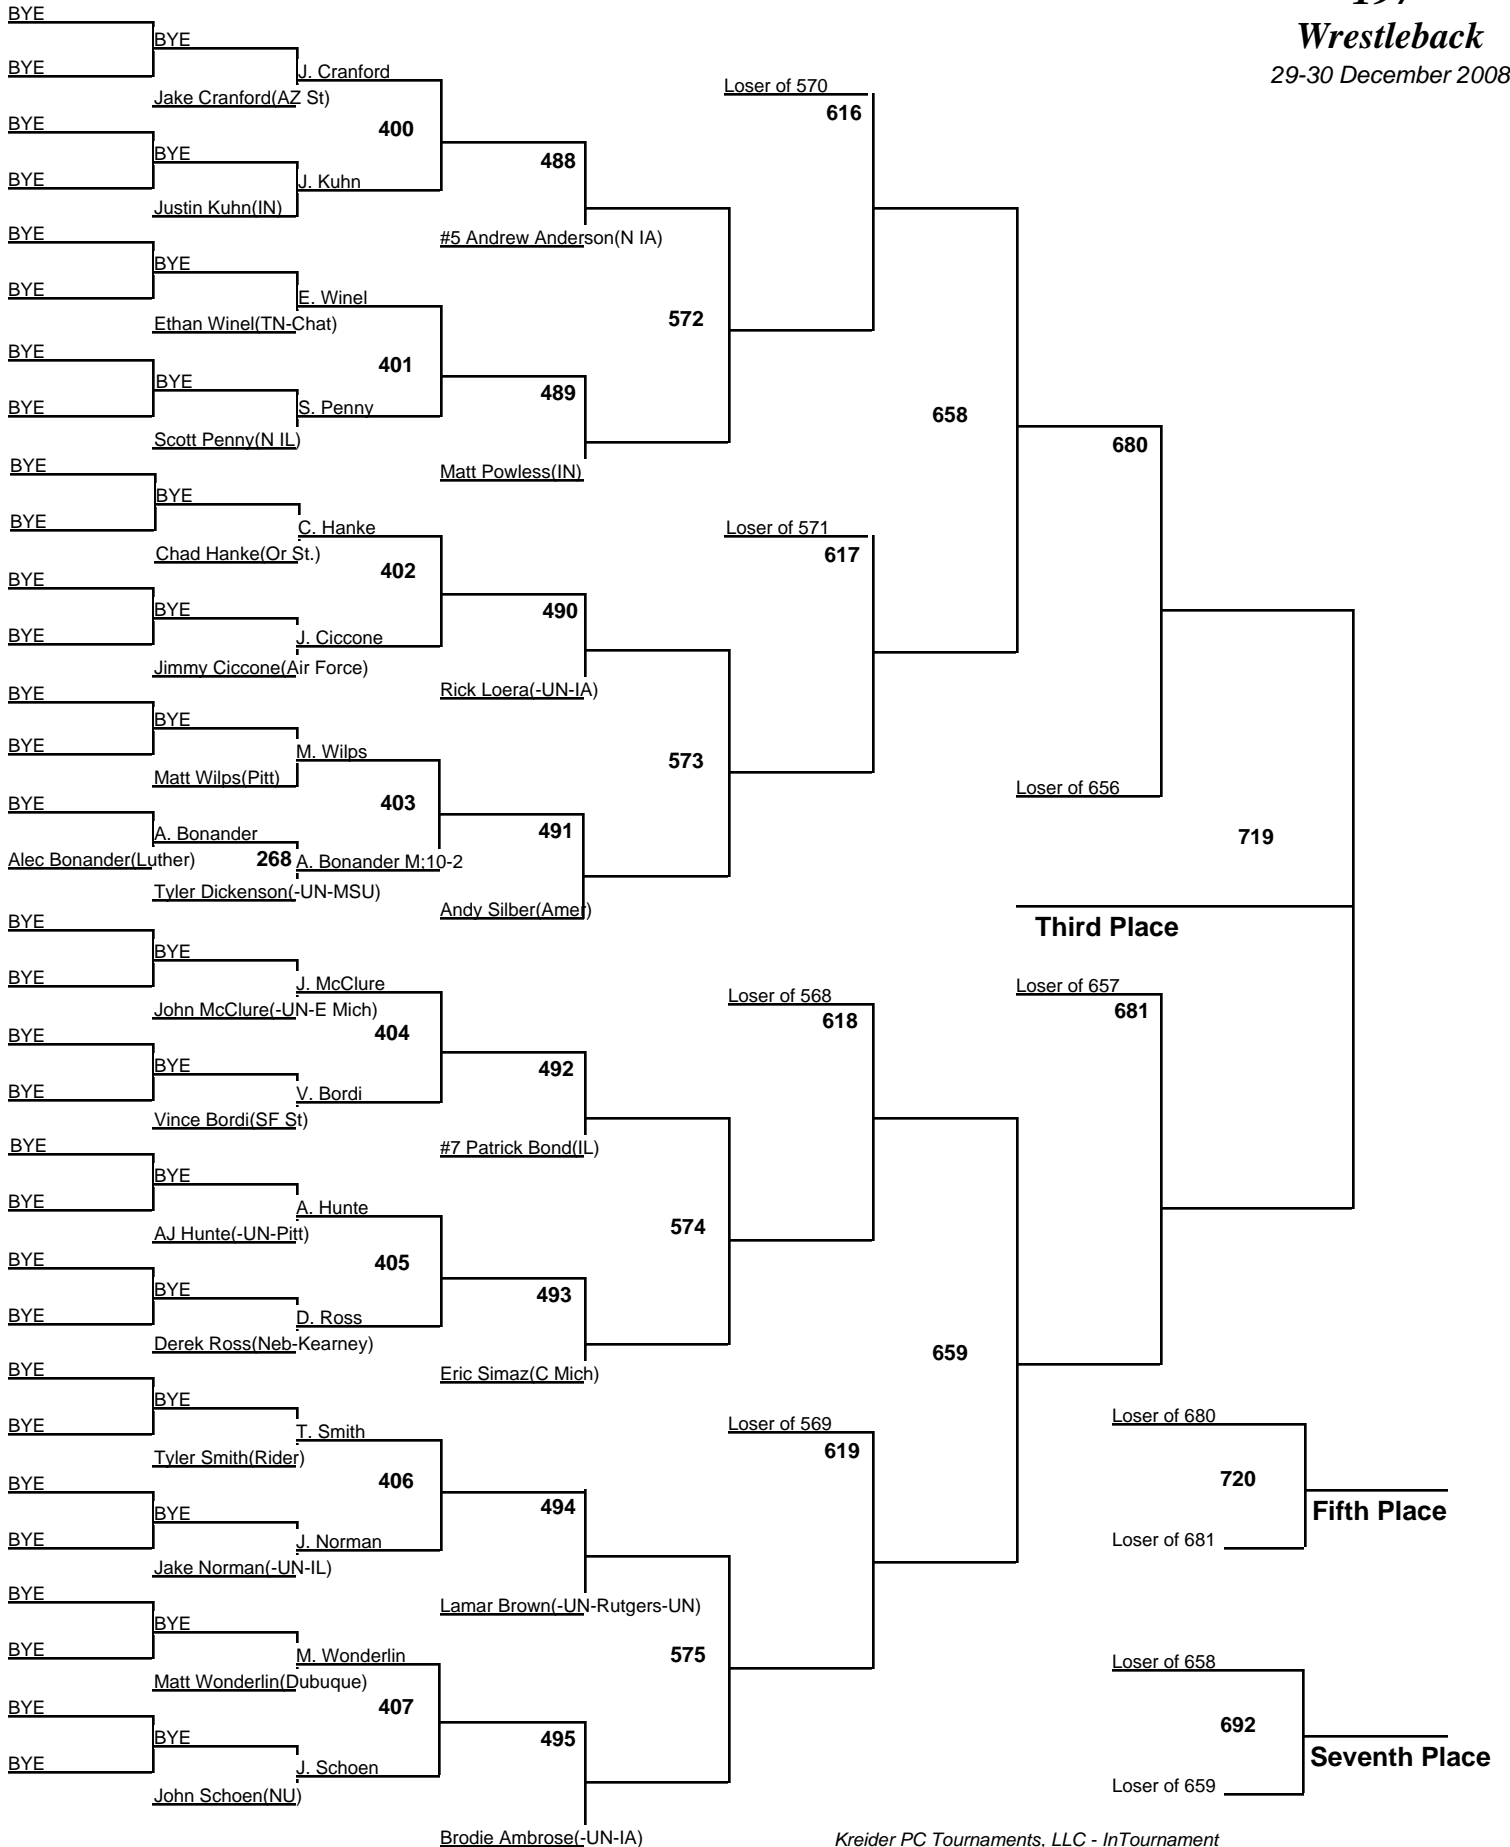 197
Wrestleback
29-30 December 2008
BYE
BYE
BYE
J. Cranford
Jake Cranford(AZ St)
400
BYE
BYE
BYE
J. Kuhn
Justin Kuhn(IN)
488
#5 Andrew Anderson(N IA)
BYE
BYE
BYE
E. Winel
Ethan Winel(TN-Chat)
401
BYE
BYE
BYE
S. Penny
Scott Penny(N IL)
489
Matt Powless(IN)
572
Loser of 570
616
BYE
BYE
BYE
C. Hanke
Chad Hanke(Or St.)
402
BYE
BYE
BYE
J. Ciccone
Jimmy Ciccone(Air Force)
490
Rick Loera(-UN-IA)
BYE
BYE
BYE
M. Wilps
Matt Wilps(Pitt)
403
BYE
A. Bonander
Alec Bonander(Luther)
268
A. Bonander M;10-2
Tyler Dickenson(-UN-MSU)
491
Andy Silber(Amer)
573
Loser of 571
617
658
680
Loser of 656
719
Third Place
BYE
BYE
BYE
J. McClure
John McClure(-UN-E Mich)
404
BYE
BYE
BYE
V. Bordi
Vince Bordi(SF St)
492
#7 Patrick Bond(IL)
BYE
BYE
BYE
A. Hunte
AJ Hunte(-UN-Pitt)
405
BYE
BYE
BYE
D. Ross
Derek Ross(Neb-Kearney)
493
Eric Simaz(C Mich)
574
Loser of 568
618
Loser of 657
681
BYE
BYE
BYE
T. Smith
Tyler Smith(Rider)
406
BYE
BYE
BYE
J. Norman
Jake Norman(-UN-IL)
494
Lamar Brown(-UN-Rutgers-UN)
BYE
BYE
BYE
M. Wonderlin
Matt Wonderlin(Dubuque)
407
BYE
BYE
BYE
J. Schoen
John Schoen(NU)
495
Brodie Ambrose(-UN-IA)
575
Loser of 569
619
659
Loser of 680
720
Fifth Place
Loser of 681
Loser of 658
692
Seventh Place
Loser of 659
Kreider PC Tournaments, LLC - InTournament